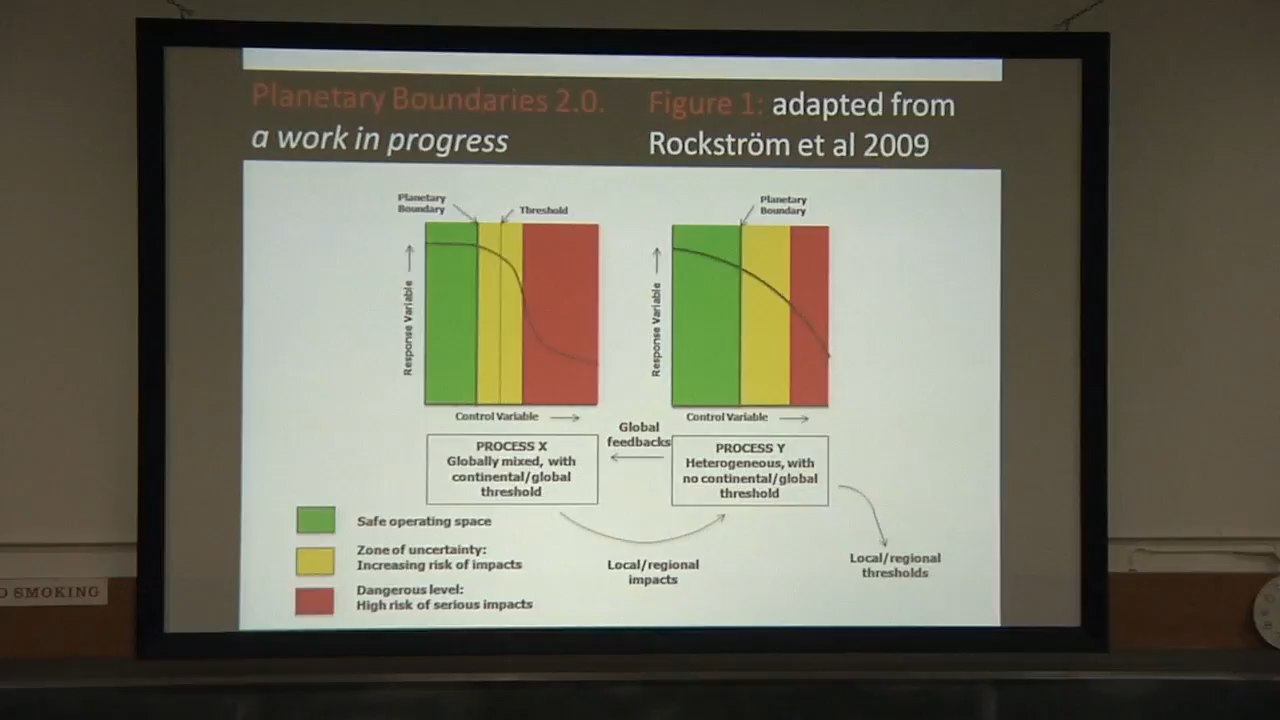 Planetary Boundaries 2.0.
a work in progress
Figure 1: adapted from
Rockström et al 2009
Planetary
Boundary
Threshold
Response Variable
Control Variable
Planetary
Boundary
Response Variable
Control Variable
Global
feedbacks
PROCESS X
Globally mixed, with
continental/global
threshold
PROCESS Y
Heterogeneous, with
no continental/global
threshold
Safe operating space
Zone of uncertainty:
Increasing risk of impacts
Dangerous level:
High risk of serious impacts
Local/regional
impacts
Local/regional
thresholds
O SMOKING